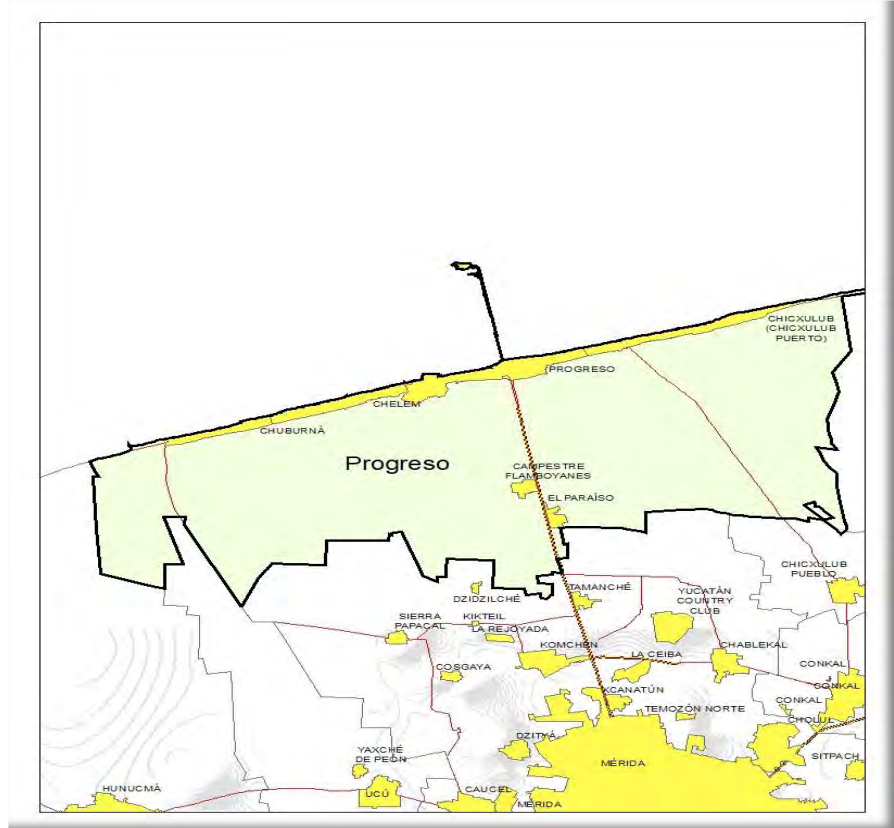 CHICXULUB
(CHICXULUB
PUERTO)
(PROGRESO
CHELEM
CHUBURNÁ
Progreso
CAMPESTRE
FLAMBOYANES
EL PARAÍSO
CHICXULUB
PUEBLO
TAMANCHÉ
YUCATÁN
COUNTRY
CLUB
DZIDZILCHÉ
SIERRA
PAPACAL
KIKTEIL
LA REJOYADA
KOMCHÉN
LA CEIBA
CHABLEKAL
COSGAYA
CONKAL
CONKAL
XCANATÚN
CONKAL
TEMOZÓN NORTE
CHOLUL
DZITYÁ
YAXCHÉ
DE PEÓN
MÉRIDA
SITPACH
HUNUCMÁ
UCÚ
CAUCEL
MÉRIDA